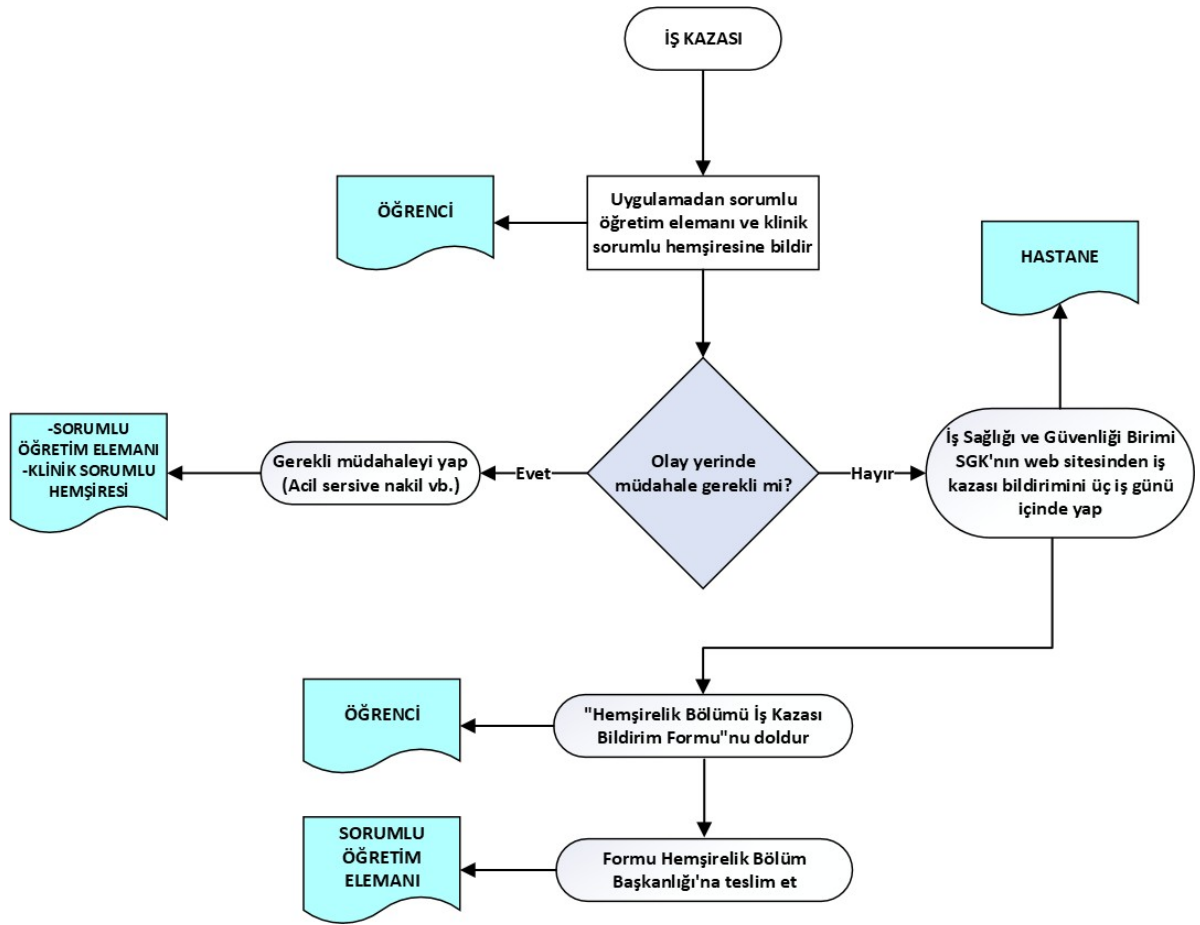 İŞ KAZASI
ÖĞRENCİ
Uygulamadan sorumlu
öğretim elemanı ve klinik
sorumlu hemşiresine bildir
HASTANE
-SORUMLU
ÖĞRETİM ELEMANI
-KLİNİK SORUMLU
HEMŞİRESİ
Gerekli müdahaleyi yap
(Acil sersive nakil vb.)
Evet
Olay yerinde
müdahale gerekli mi?
Hayır
İş Sağlığı ve Güvenliği Birimi
SGK'nın web sitesinden iş
kazası bildirimini üç iş günü
içinde yap
ÖĞRENCİ
"Hemşirelik Bölümü İş Kazası
Bildirim Formu"nu doldur
SORUMLU
ÖĞRETİM
ELEMANI
Formu Hemşirelik Bölüm
Başkanlığı'na teslim et